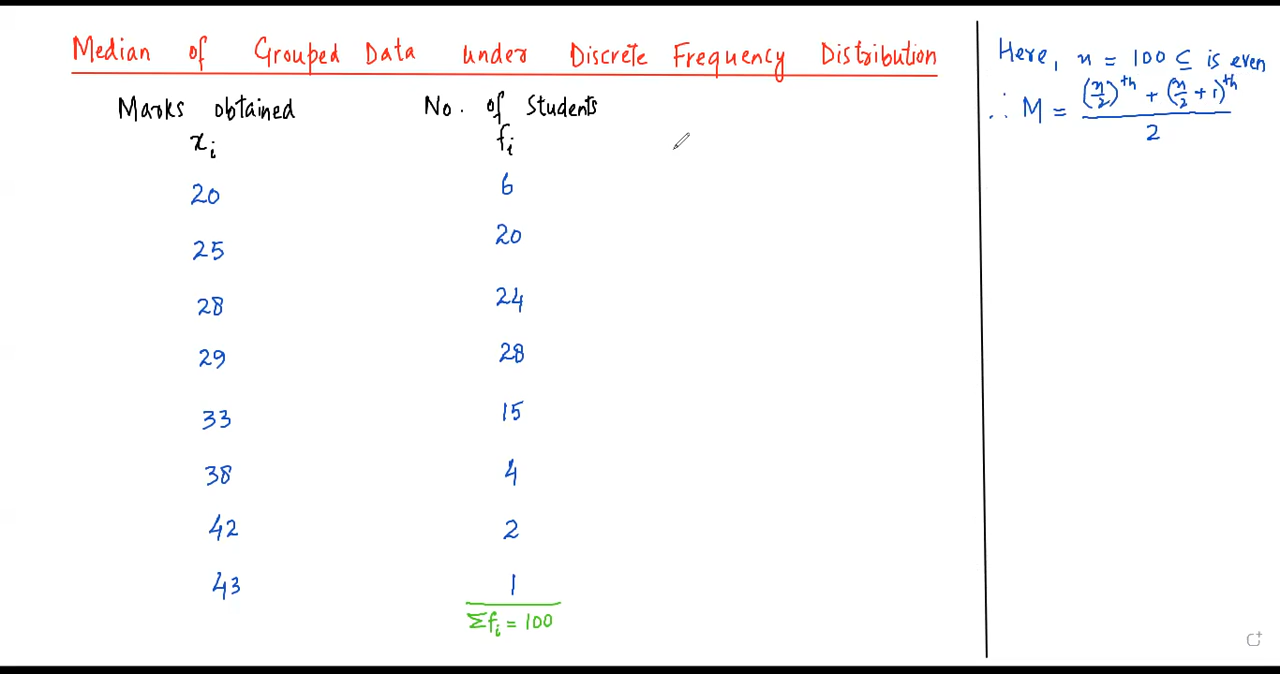 Median of Grouped Data under Discrete Frequency Distribution
Marks obtained No. of Students
xᵢ fᵢ
20 6
25 20
28 24
29 28
33 15
38 4
42 2
43 1
Σfᵢ = 100
Here, n = 100 ⊆ is even
∴ M = ((n/2)ᵗʰ + (n/2 + 1)ᵗʰ)/2